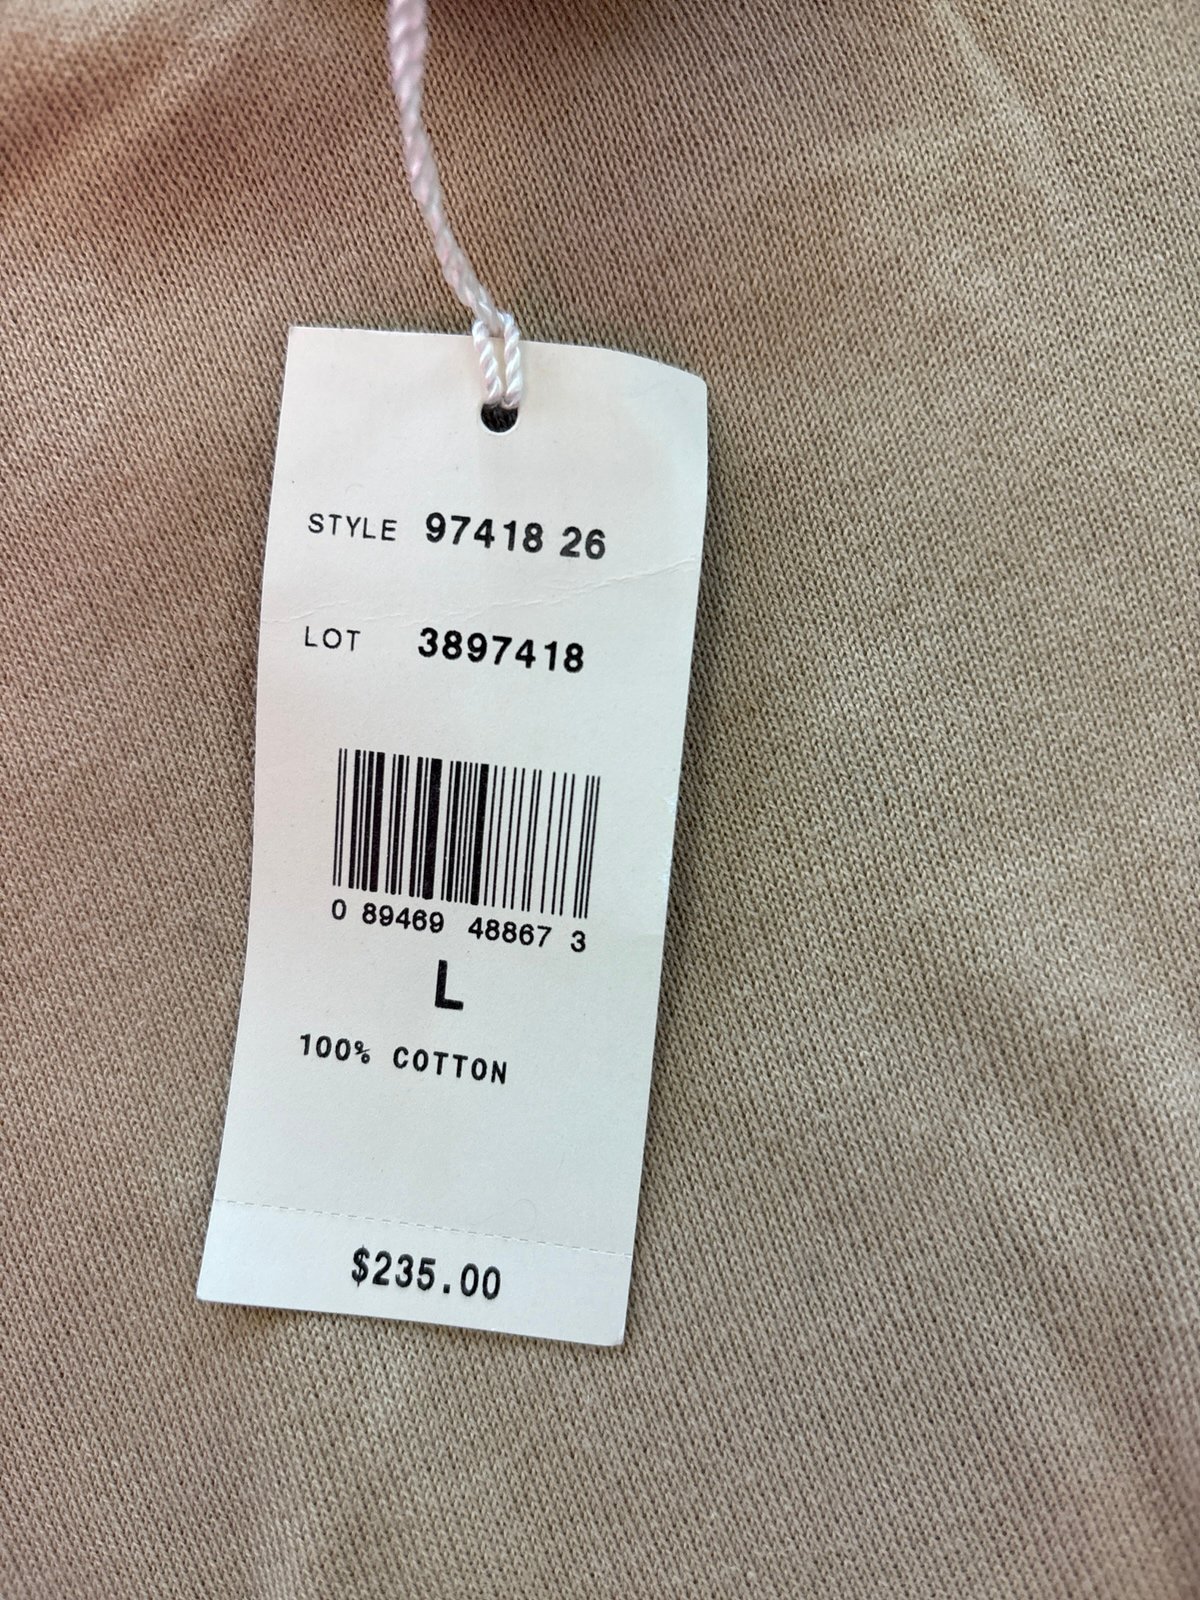 STYLE 97418 26
LOT 3897418
0 89469 48867 3
L
100% COTTON
$235.00